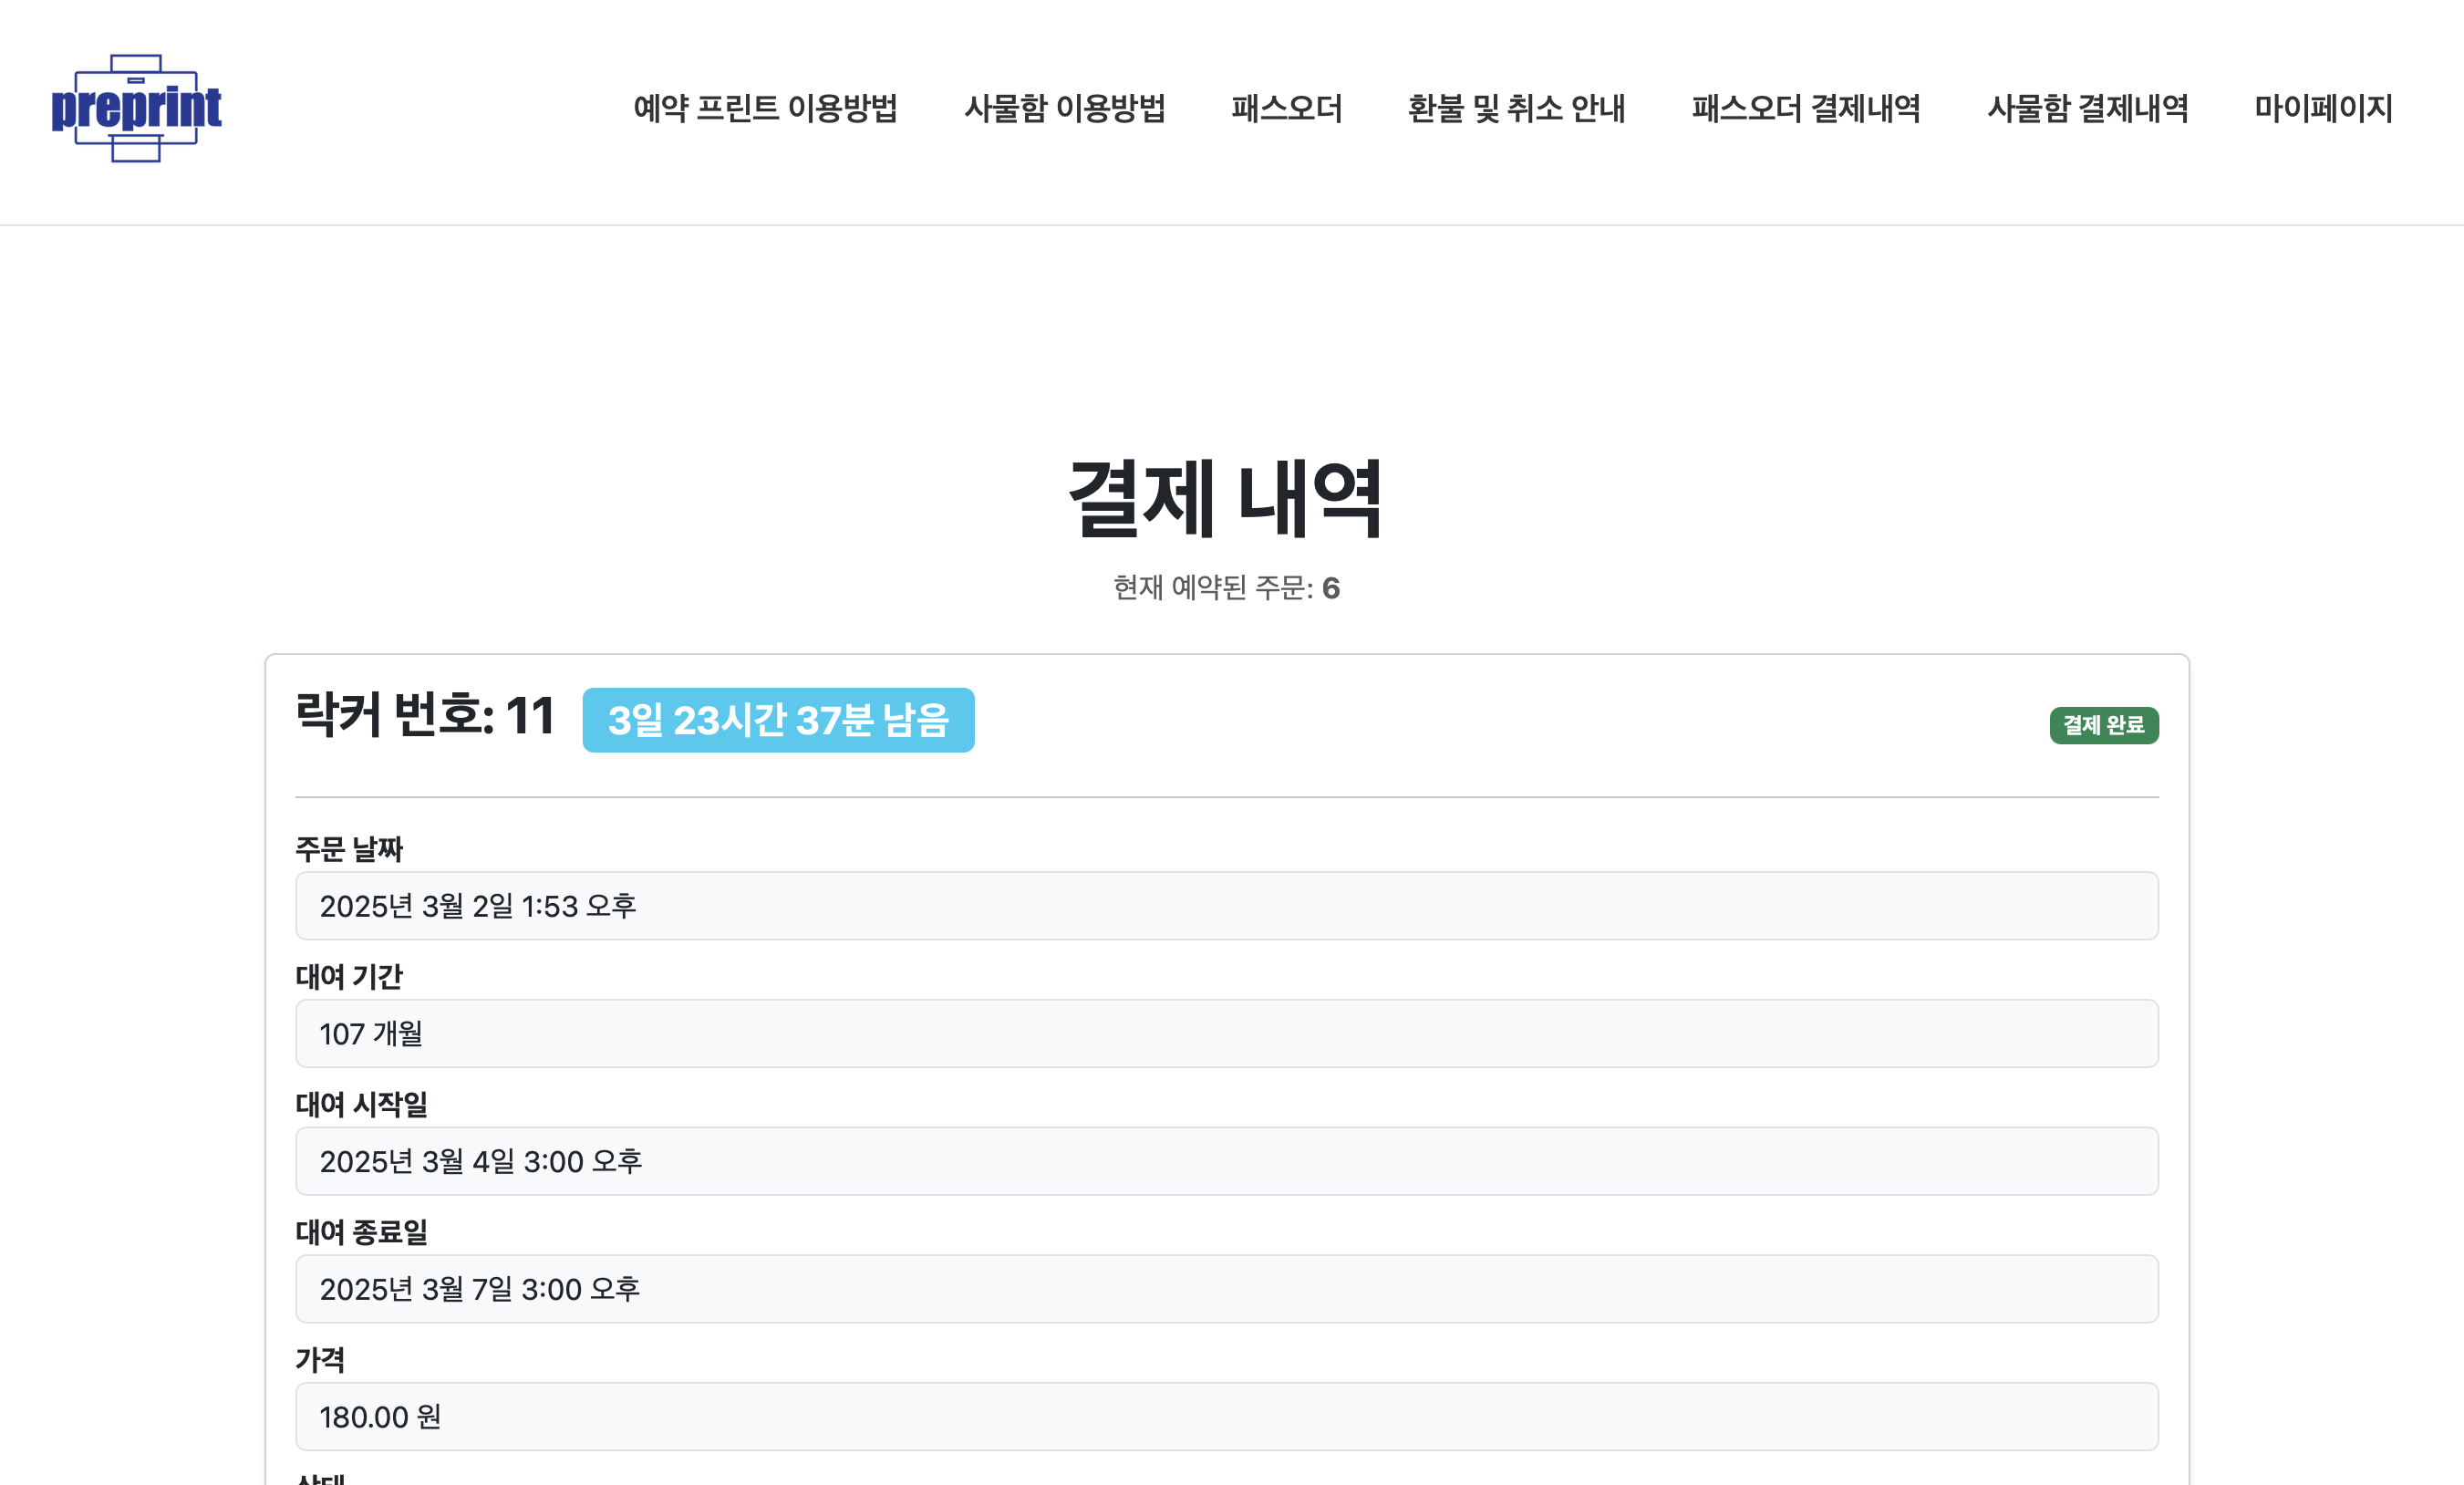 preprint
예약 프린트 이용방법 사물함 이용방법 패스오더 환불 및 취소 안내 패스오더 결제내역 사물함 결제내역 마이페이지
결제 내역
현재 예약된 주문: 6
락커 번호: 11 3일 23시간 37분 남음 결제 완료
주문 날짜
2025년 3월 2일 1:53 오후
대여 기간
107 개월
대여 시작일
2025년 3월 4일 3:00 오후
대여 종료일
2025년 3월 7일 3:00 오후
가격
180.00 원